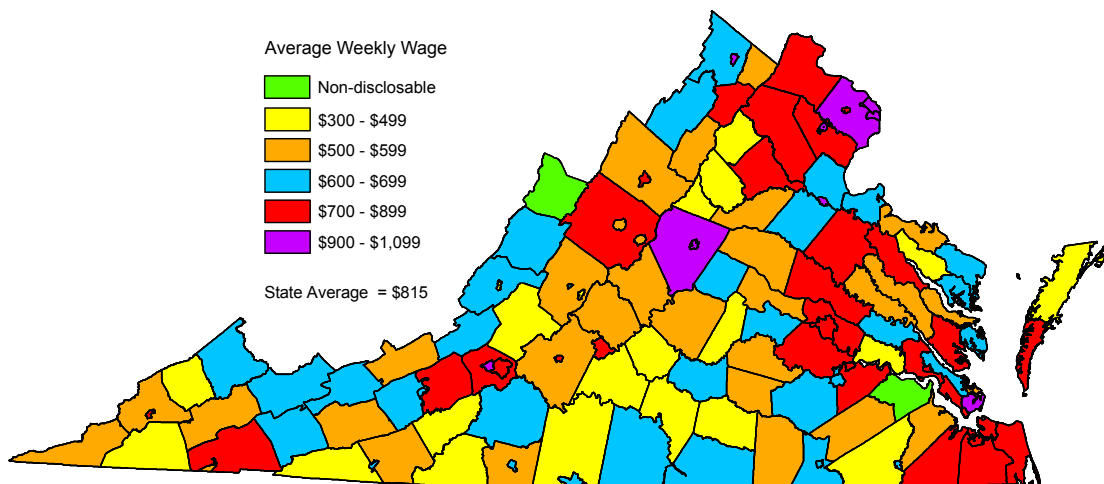 Average Weekly Wage
Non-disclosable
$300 - $499
$500 - $599
$600 - $699
$700 - $899
$900 - $1,099
State Average = $815